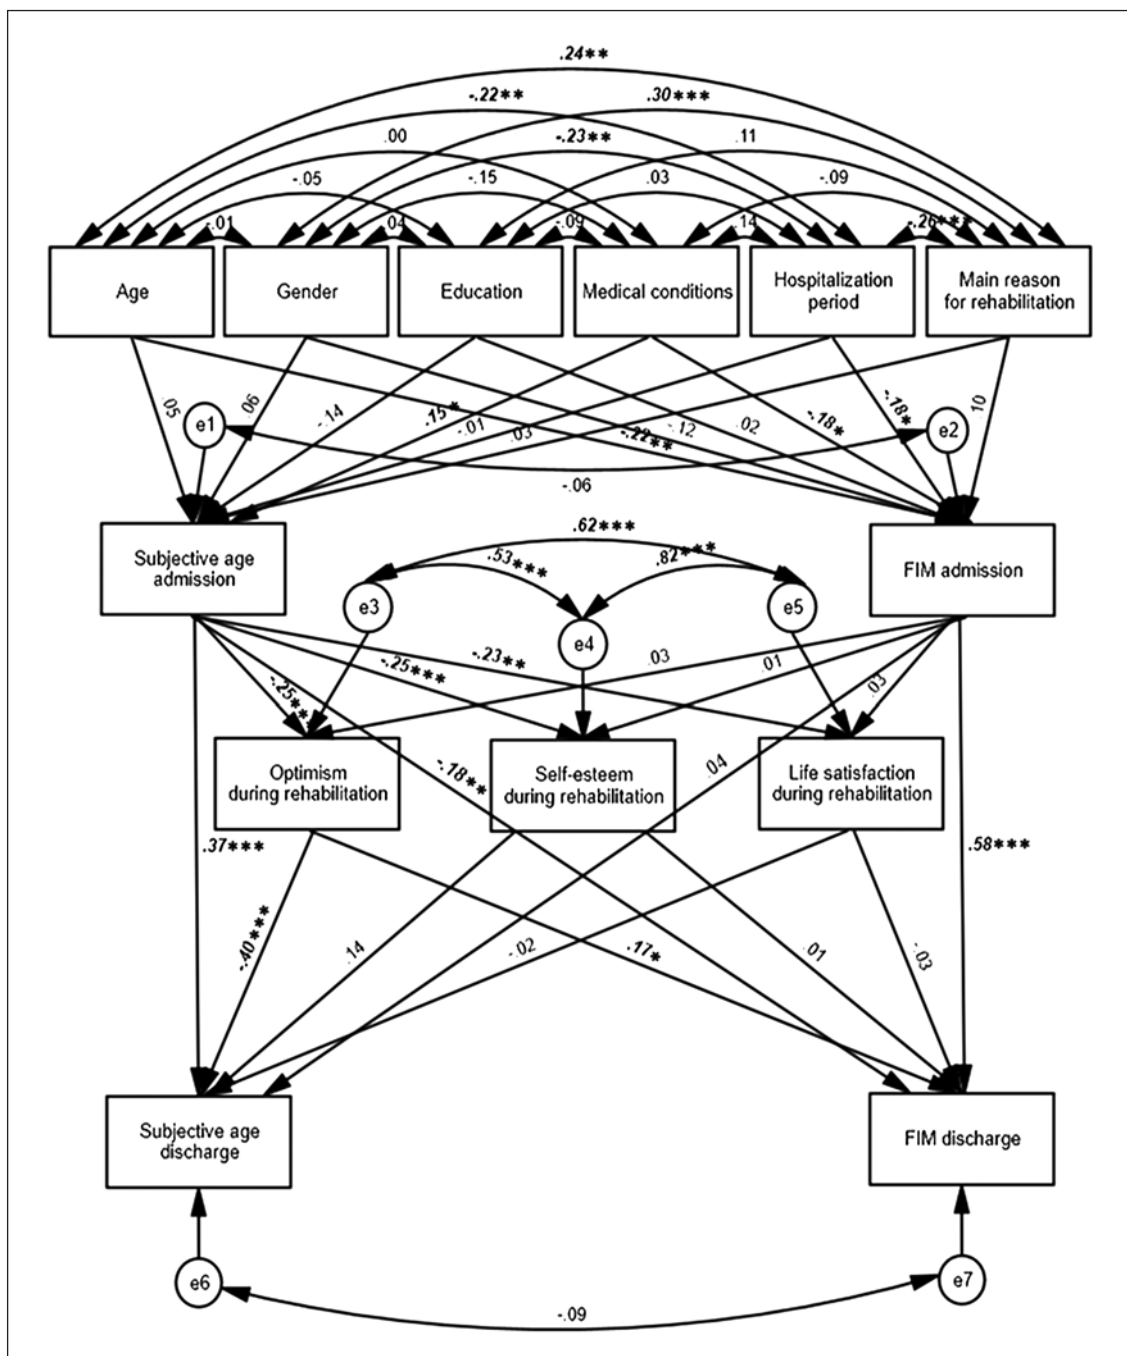 .24**
-.22**
.30***
.00
-.23**
.11
-.05
-.15
.03
-.09
-.01
.04
-.09
.14
-.26***
Age
Gender
Education
Medical conditions
Hospitalization
period
Main reason
for rehabilitation
.05
.06
-.14
.15*
-.01
.03
-.22**
-.12
.02
-.18*
-.18*
.10
e1
e2
-.06
Subjective age
admission
FIM admission
.62***
.53***
.82***
e3
e4
e5
-.25***
-.25***
-.23**
.03
.01
.03
Optimism
during rehabilitation
Self-esteem
during rehabilitation
Life satisfaction
during rehabilitation
-.18**
.04
.37***
.58***
-.40***
.14
-.02
.17*
.01
-.03
Subjective age
discharge
FIM discharge
e6
e7
-.09